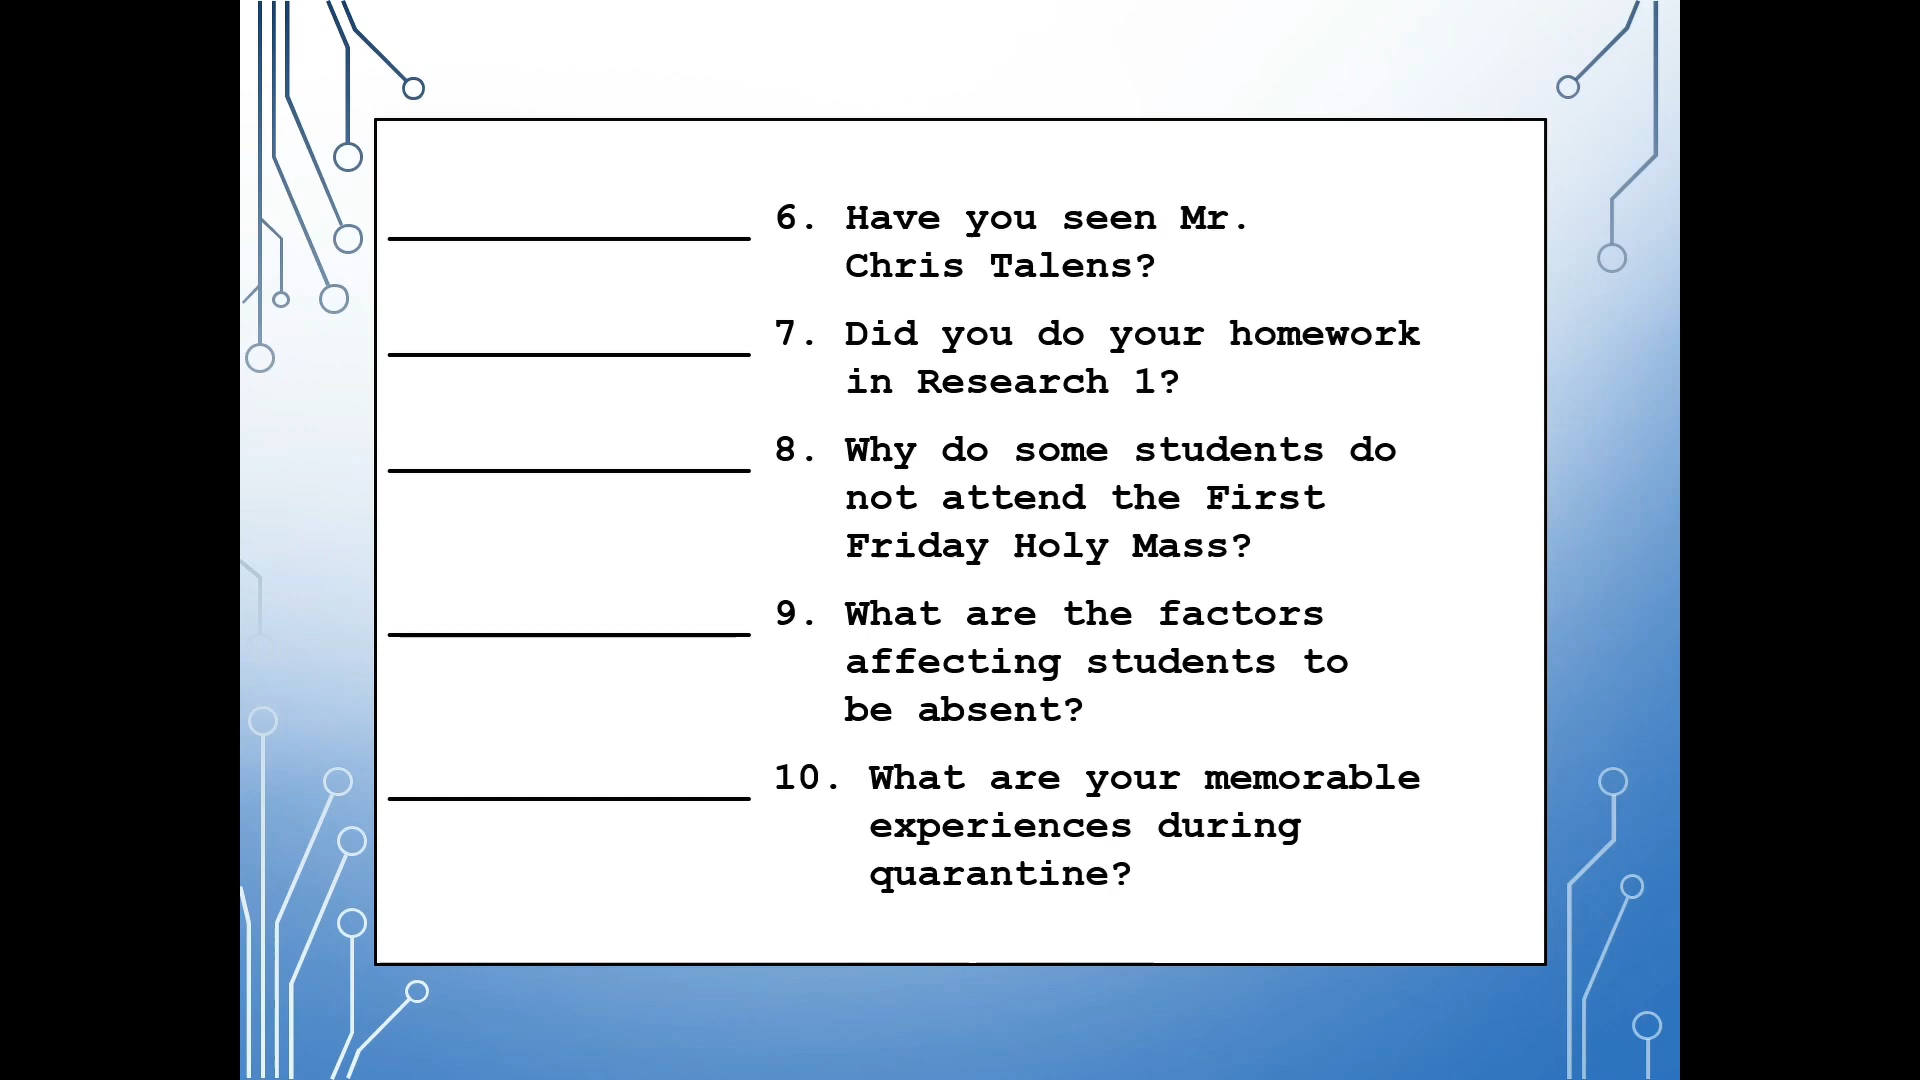 6. Have you seen Mr.
Chris Talens?
7. Did you do your homework
in Research 1?
8. Why do some students do
not attend the First
Friday Holy Mass?
9. What are the factors
affecting students to
be absent?
10. What are your memorable
experiences during
quarantine?